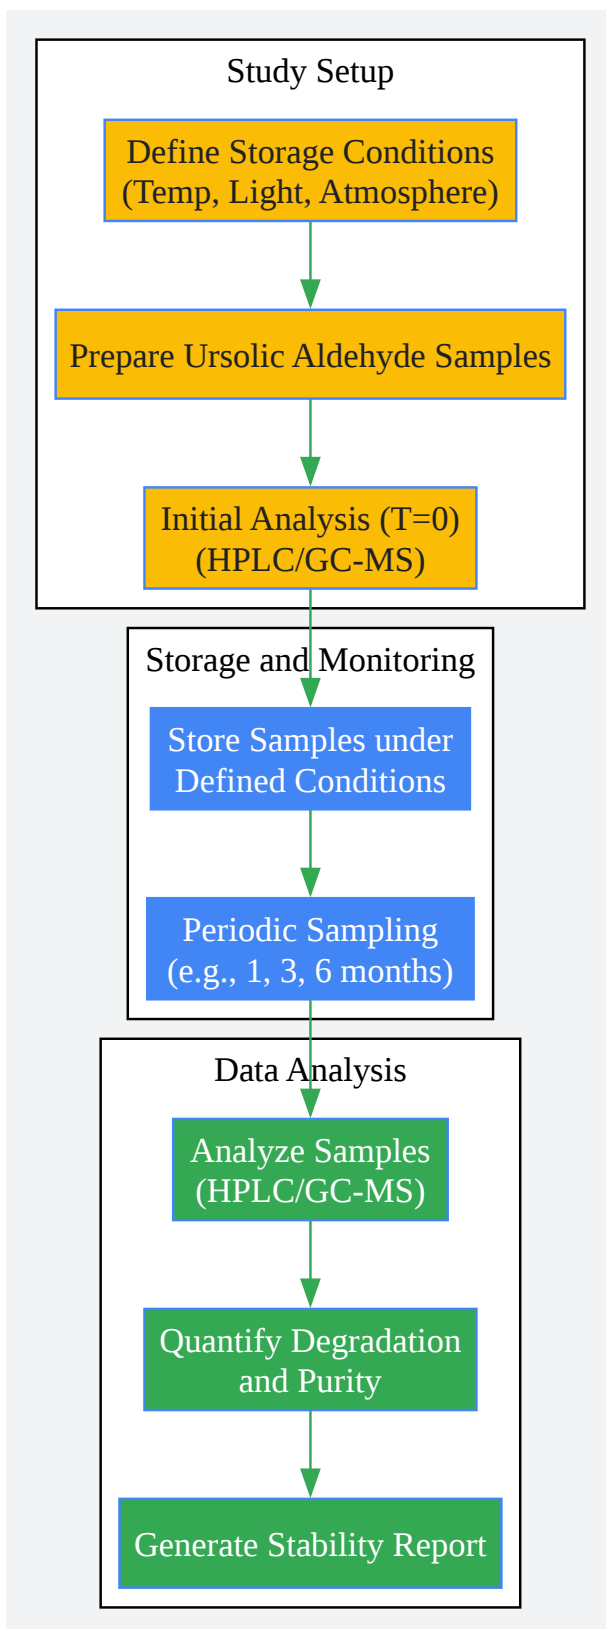 Study Setup
Define Storage Conditions
(Temp, Light, Atmosphere)
Prepare Ursolic Aldehyde Samples
Initial Analysis (T=0)
(HPLC/GC-MS)
Storage and Monitoring
Store Samples under
Defined Conditions
Periodic Sampling
(e.g., 1, 3, 6 months)
Data Analysis
Analyze Samples
(HPLC/GC-MS)
Quantify Degradation
and Purity
Generate Stability Report